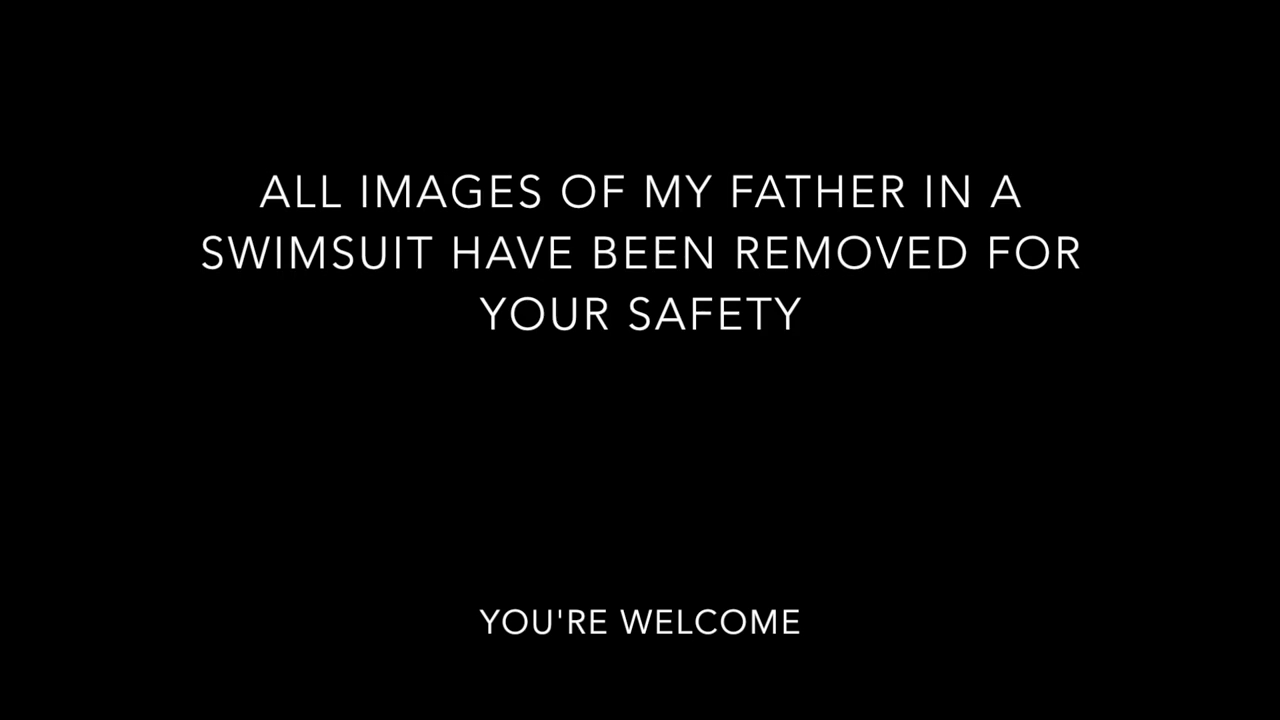 ALL IMAGES OF MY FATHER IN A
SWIMSUIT HAVE BEEN REMOVED FOR
YOUR SAFETY
YOU'RE WELCOME